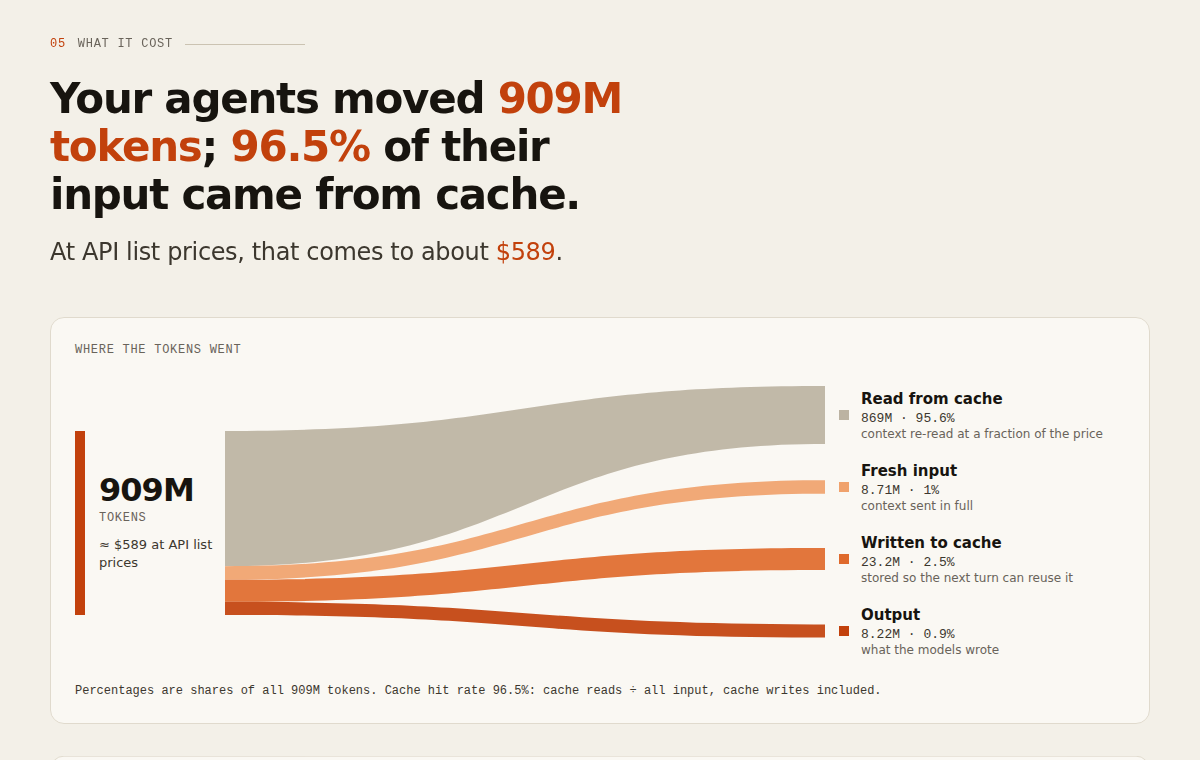 05 WHAT IT COST
Your agents moved 909M
tokens; 96.5% of their
input came from cache.
At API list prices, that comes to about $589.
WHERE THE TOKENS WENT
909M
TOKENS
≈ $589 at API list
prices
Read from cache
869M · 95.6%
context re-read at a fraction of the price
Fresh input
8.71M · 1%
context sent in full
Written to cache
23.2M · 2.5%
stored so the next turn can reuse it
Output
8.22M · 0.9%
what the models wrote
Percentages are shares of all 909M tokens. Cache hit rate 96.5%: cache reads ÷ all input, cache writes included.